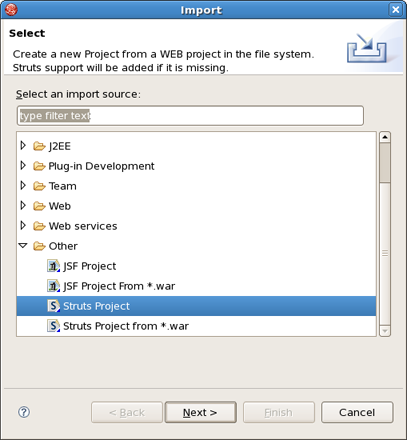 Import
Select
Create a new Project from a WEB project in the file system.
Struts support will be added if it is missing.
Select an import source:
type filter text
J2EE
Plug-in Development
Team
Web
Web services
Other
JSF Project
JSF Project From *.war
Struts Project
Struts Project from *.war
< Back
Next >
Finish
Cancel